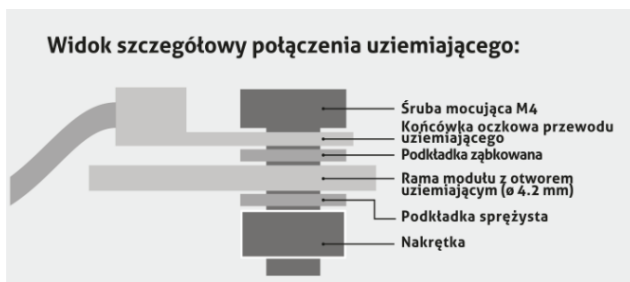 Widok szczegółowy połączenia uziemiającego:
Śruba mocująca M4
Końcówka oczkowa przewodu
uziemiającego
Podkładka ząbkowana
Rama modułu z otworem
uziemiającym (ø 4.2 mm)
Podkładka sprężysta
Nakrętka